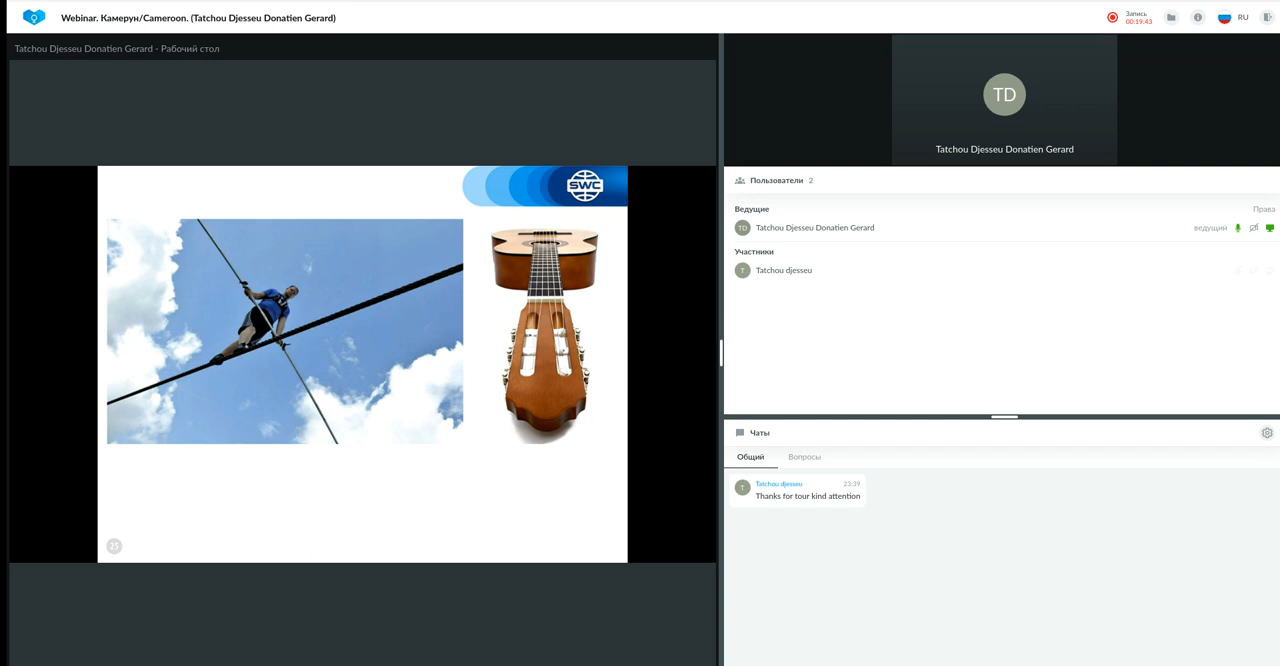 Webinar. Камерун/Cameroon. (Tatchou Djesseu Donatien Gerard)
Запись
00:19:43
RU
Tatchou Djesseu Donatien Gerard - Рабочий стол
SWC
25
TD
Tatchou Djesseu Donatien Gerard
Пользователи 2
Ведущие Права
TD Tatchou Djesseu Donatien Gerard ведущий
Участники
T Tatchou djesseu
Чаты
Общий Вопросы
T Tatchou djesseu 23:39
Thanks for tour kind attention